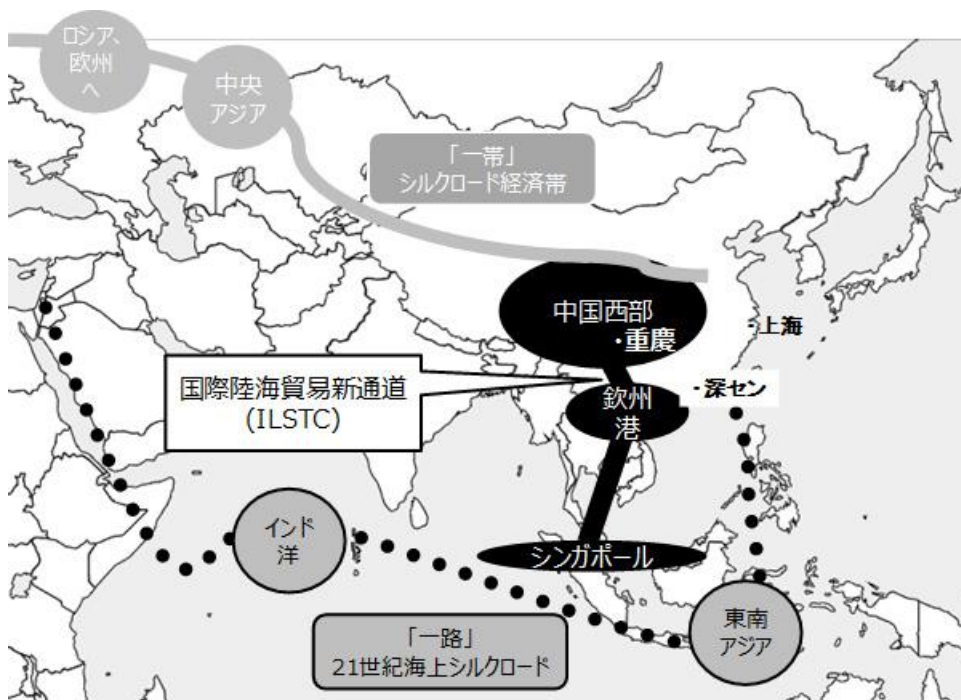 ロシア、
欧州
へ
中央
アジア
「一帯」
シルクロード経済帯
中国西部
・重慶
・上海
国際陸海貿易新通道
(ILSTC)
欽州
港
・深セン
インド
洋
シンガポール
「一路」
21世紀海上シルクロード
東南
アジア